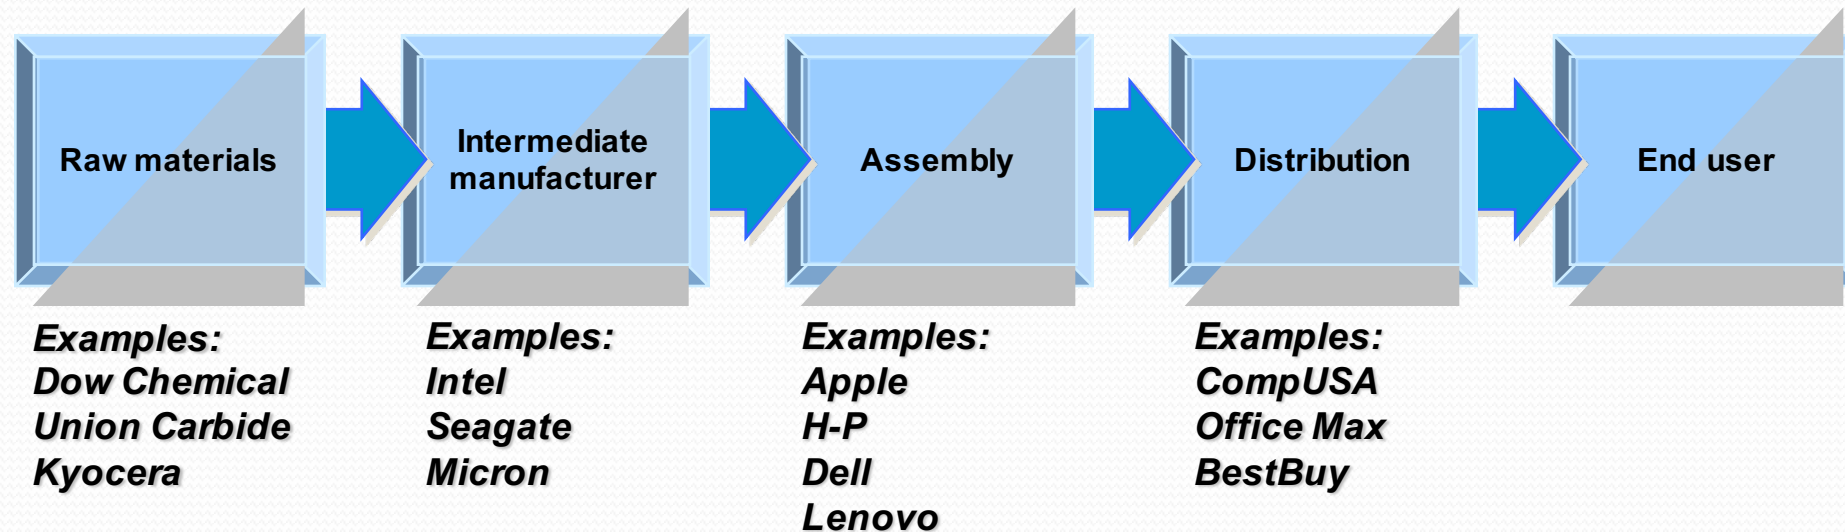 Raw materials
Intermediate
manufacturer
Assembly
Distribution
End user
Examples:
Dow Chemical
Union Carbide
Kyocera
Examples:
Intel
Seagate
Micron
Examples:
Apple
H-P
Dell
Lenovo
Examples:
CompUSA
Office Max
BestBuy